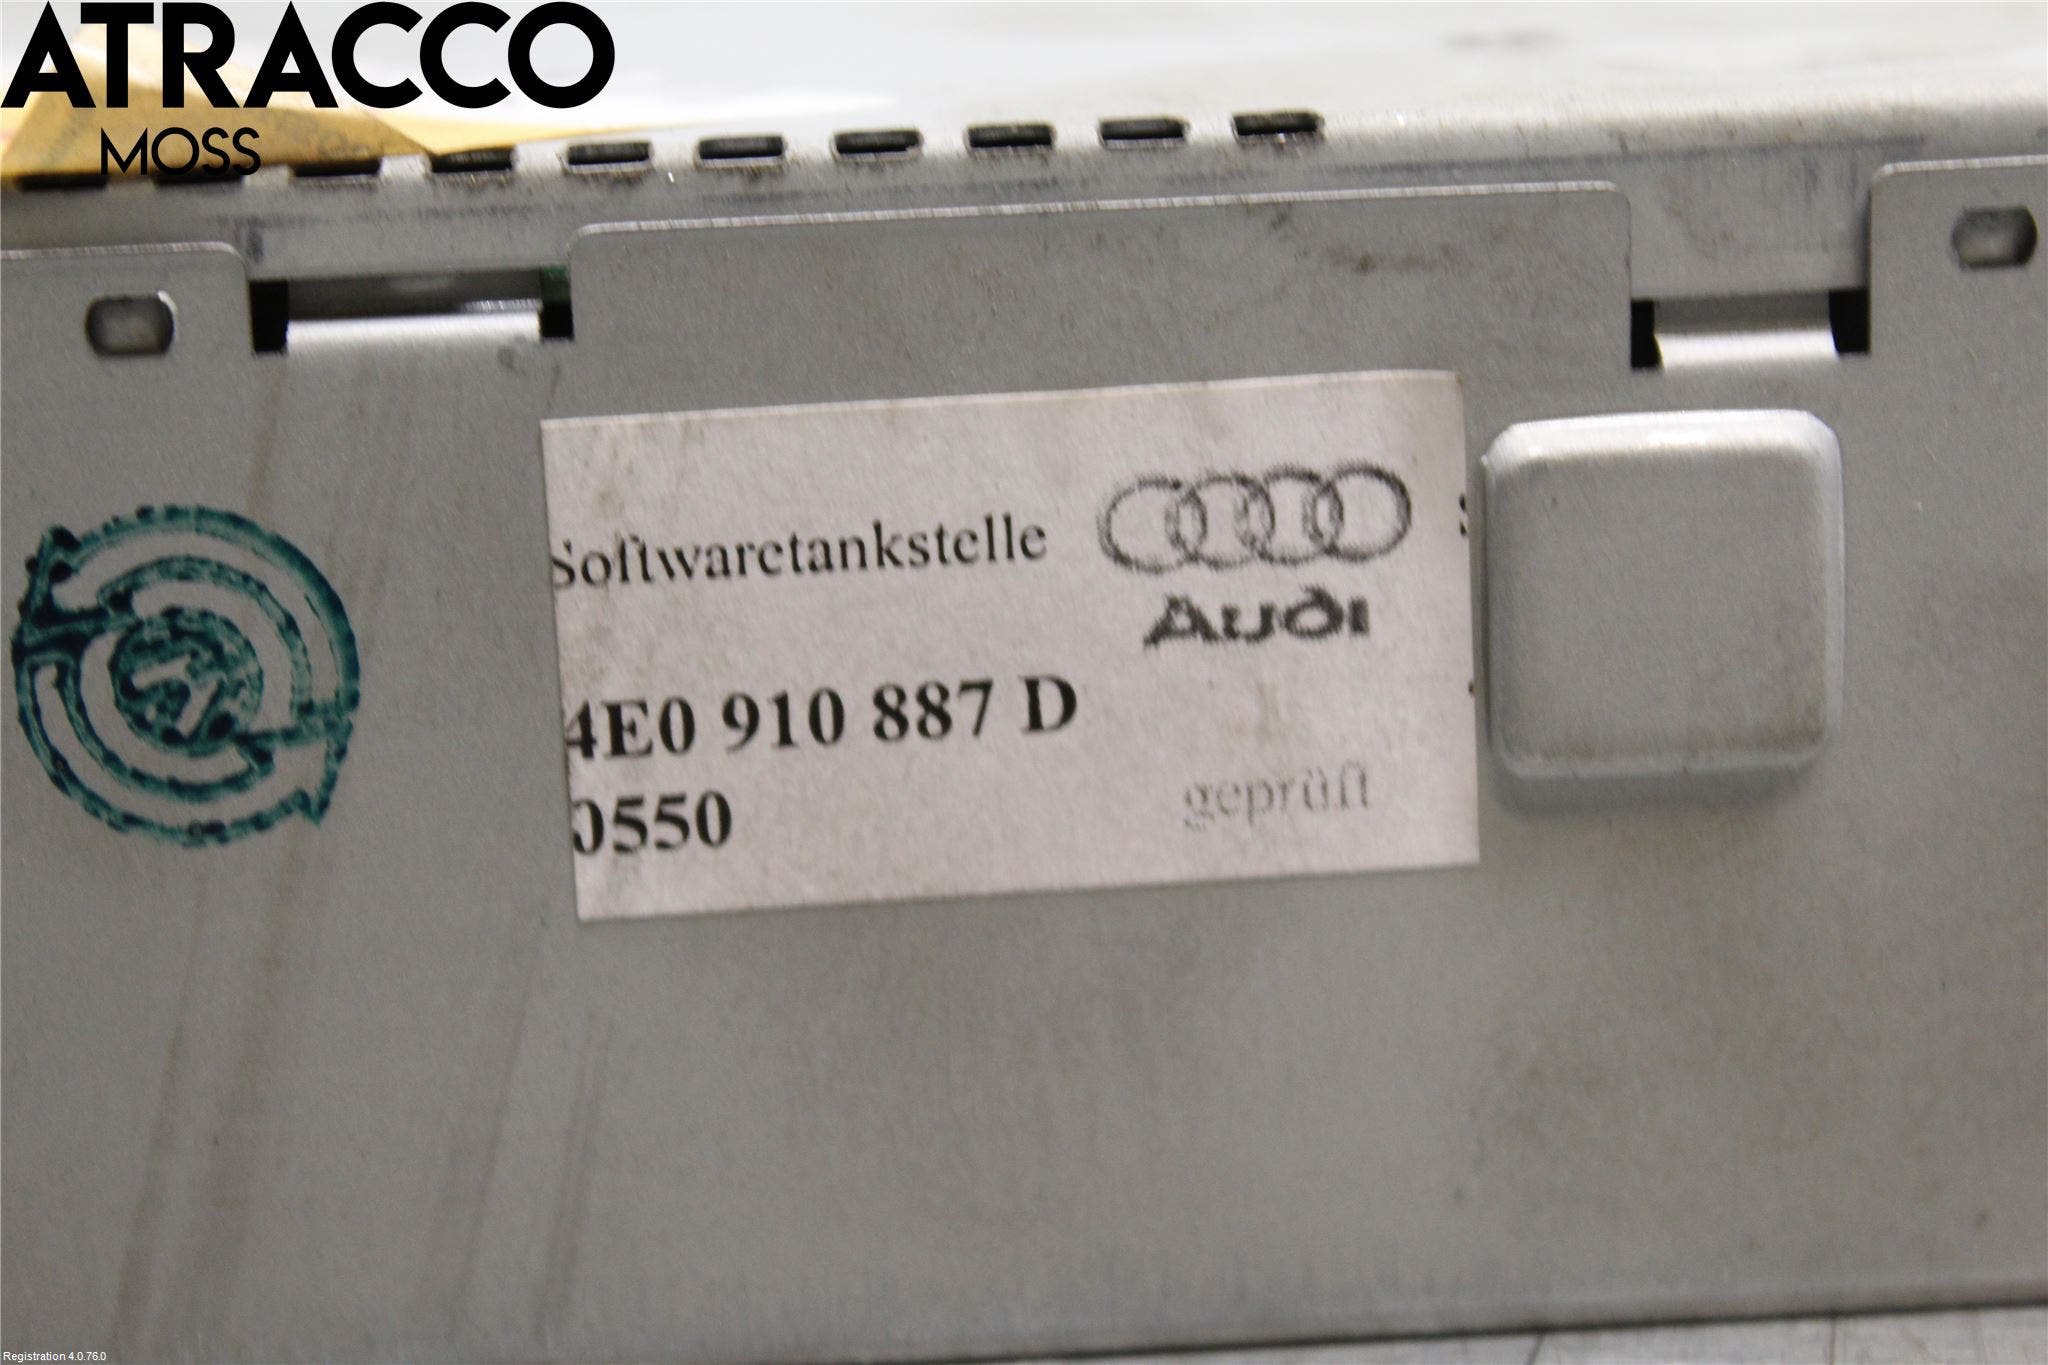 ATRACCO
MOSS
Softwaretankstelle
Audi
4E0 910 887 D
geprüft
0550
Registration 4.0.76.0